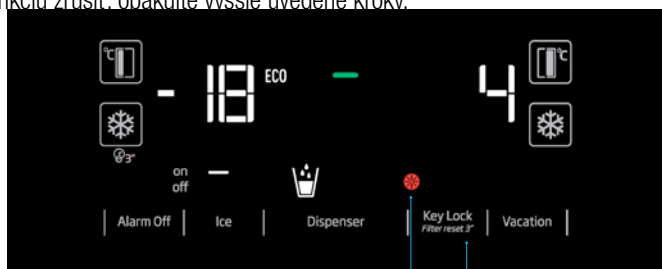 nkciu zrušiť, opakujte vyššie uvedené kroky.
°C
°C
- 18 ECO
4
3"
on
off
Alarm Off
Ice
Dispenser
Key Lock
Filter reset 3"
Vacation